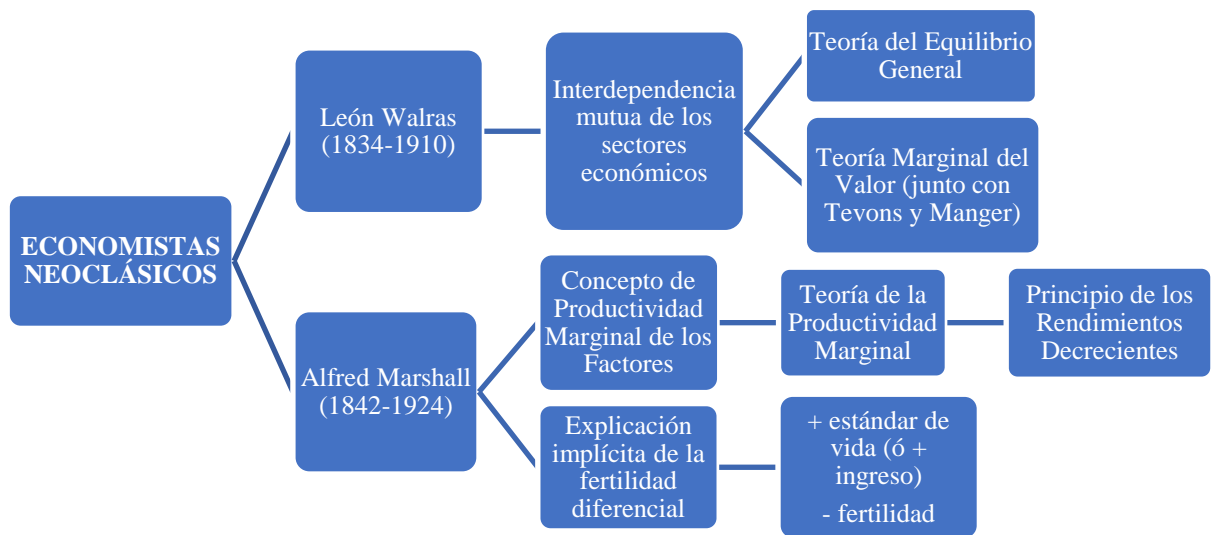 ECONOMISTAS
NEOCLÁSICOS
León Walras
(1834-1910)
Interdependencia
mutua de los
sectores
económicos
Teoría del Equilibrio
General
Teoría Marginal del
Valor (junto con
Tevons y Manger)
Alfred Marshall
(1842-1924)
Concepto de
Productividad
Marginal de los
Factores
Teoría de la
Productividad
Marginal
Principio de los
Rendimientos
Decrecientes
Explicación
implícita de la
fertilidad
diferencial
+ estándar de
vida (ó +
ingreso)
- fertilidad